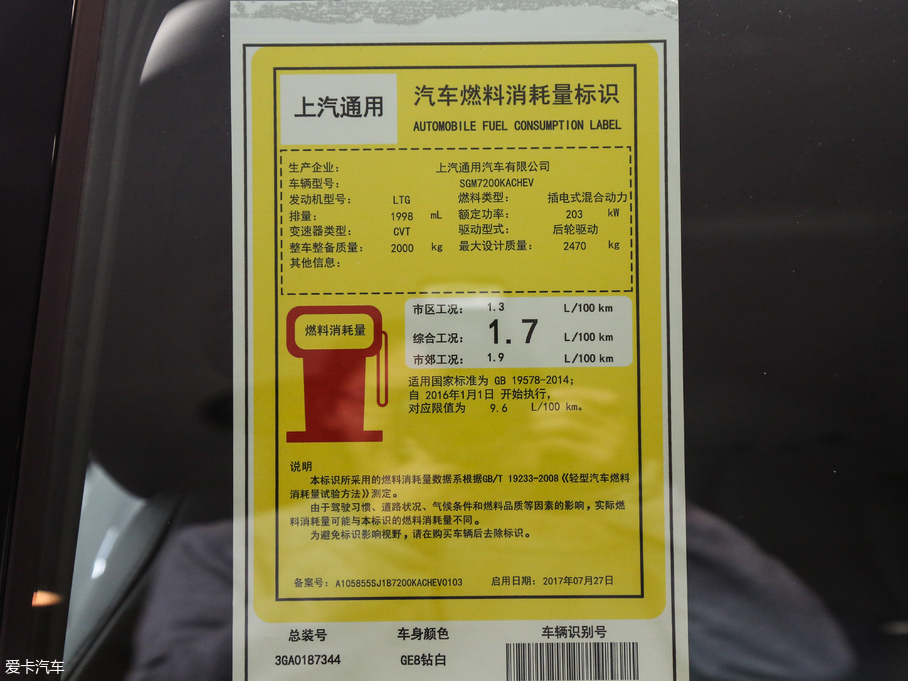 上汽通用
汽车燃料消耗量标识
AUTOMOBILE FUEL CONSUMPTION LABEL
生产企业: 上汽通用汽车有限公司
车辆型号: SGM7200KACHEV
发动机型号: LTG 燃料类型: 插电式混合动力
排量: 1998 mL 额定功率: 203 kW
变速器类型: CVT 驱动型式: 后轮驱动
整车整备质量: 2000 kg 最大设计质量: 2470 kg
其他信息:
燃料消耗量
市区工况: 1.3 L/100 km
综合工况: 1.7 L/100 km
市郊工况: 1.9 L/100 km
适用国家标准为 GB 19578-2014;
自 2016年1月1日 开始执行,
对应限值为 9.6 L/100 km。
说明
本标识所采用的燃料消耗量数据系根据GB/T 19233-2008《轻型汽车燃料
消耗量试验方法》测定。
由于驾驶习惯、道路状况、气候条件和燃料品质等因素的影响,实际燃
料消耗量可能与本标识的燃料消耗量不同。
为避免标识影响视野,请在购买车辆后去除标识。
备案号: A105855SJ1B7200KACHEV0103 启用日期: 2017年07月27日
总装号 车身颜色 车辆识别号
3GA0187344 GE8钻白
爱卡汽车